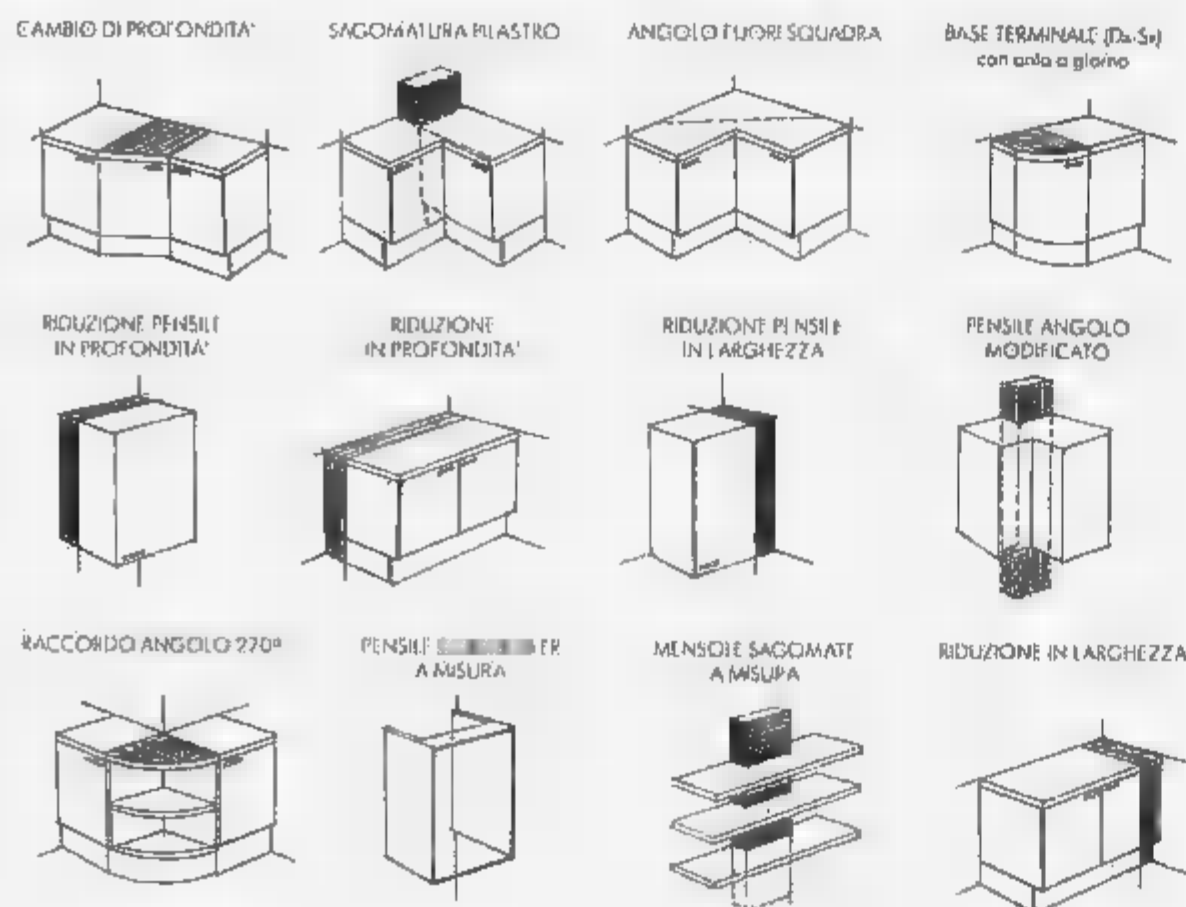 CAMBIO DI PROFONDITA'
SAGOMATURA PILASTRO
ANGOLO FUORI SQUADRA
BASE TERMINALE (Dx-Sx)
con anta a giorno
RIDUZIONE PENSILE
IN PROFONDITA'
RIDUZIONE
IN PROFONDITA'
RIDUZIONE PENSILE
IN LARGHEZZA
PENSILE ANGOLO
MODIFICATO
RACCORDO ANGOLO 270°
PENSILE
A MISURA
MENSOLE SAGOMATE
A MISURA
RIDUZIONE IN LARGHEZZA